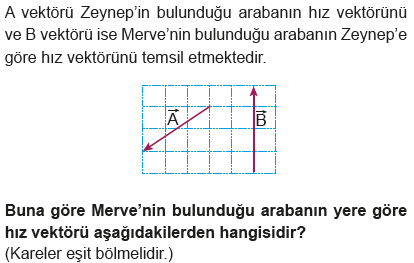 A vektörü Zeynep'in bulunduğu arabanın hız vektörünü
ve B vektörü ise Merve'nin bulunduğu arabanın Zeynep'e
göre hız vektörünü temsil etmektedir.
A
B
Buna göre Merve'nin bulunduğu arabanın yere göre
hız vektörü aşağıdakilerden hangisidir?
(Kareler eşit bölmelidir.)